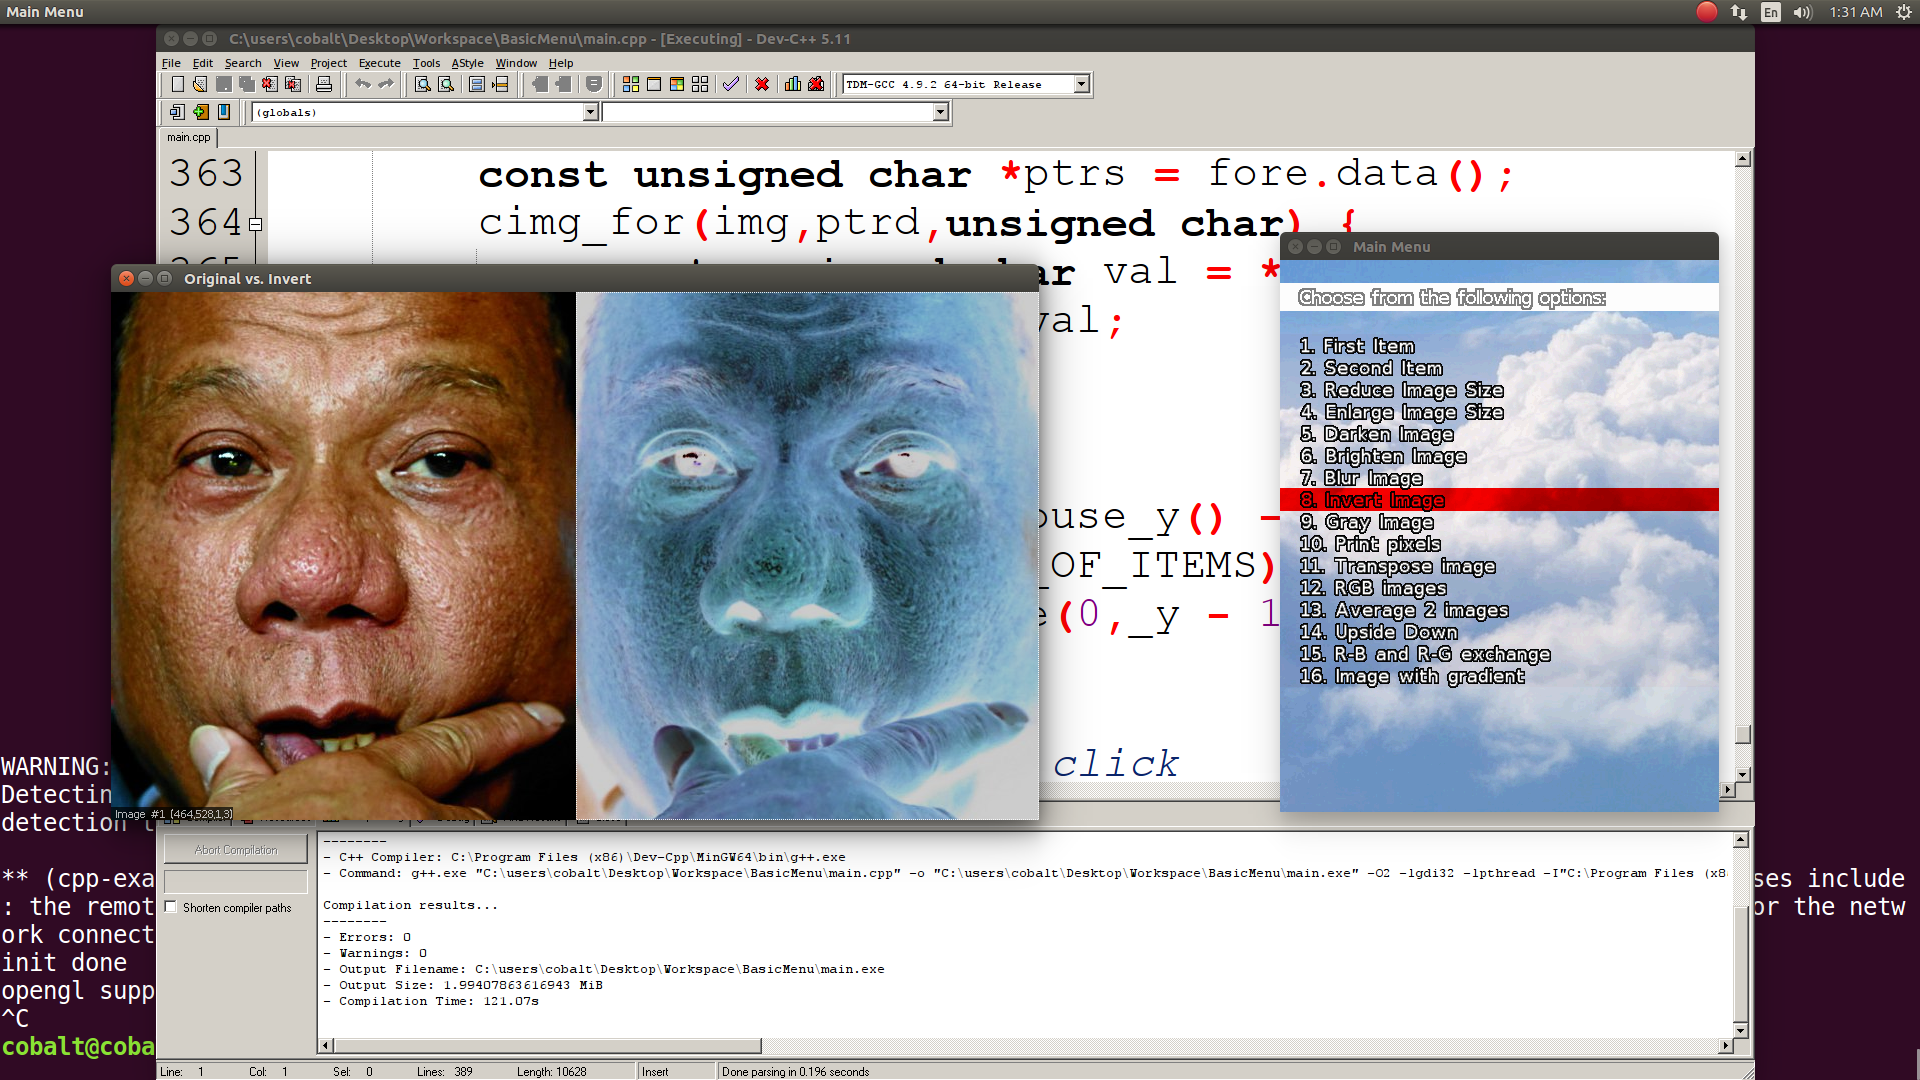 Main Menu
En
1:31 AM
C:\users\cobalt\Desktop\Workspace\BasicMenu\main.cpp - [Executing] - Dev-C++ 5.11
File Edit Search View Project Execute Tools AStyle Window Help
TDM-GCC 4.9.2 64-bit Release
(globals)
main.cpp
363 const unsigned char *ptrs = fore.data();
364 cimg_for(img,ptrd,unsigned char) {
val = *
val;
ouse_y() -
_OF_ITEMS)
(0,_y - 1
click
Original vs. Invert
Image #1 (464,528,1,3)
Main Menu
Choose from the following options:
1. First Item
2. Second Item
3. Reduce Image Size
4. Enlarge Image Size
5. Darken Image
6. Brighten Image
7. Blur Image
8. Invert Image
9. Gray Image
10. Print pixels
11. Transpose image
12. RGB images
13. Average 2 images
14. Upside Down
15. R-B and R-G exchange
16. Image with gradient
WARNING:
Detectin
detection
** (cpp-exa
ses include
: the remot
or the netw
ork connect
init done
opengl supp
^C
cobalt@coba
Abort Compilation
Shorten compiler paths
--------
- C++ Compiler: C:\Program Files (x86)\Dev-Cpp\MinGW64\bin\g++.exe
- Command: g++.exe "C:\users\cobalt\Desktop\Workspace\BasicMenu\main.cpp" -o "C:\users\cobalt\Desktop\Workspace\BasicMenu\main.exe" -O2 -lgdi32 -lpthread -I"C:\Program Files (x8
Compilation results...
--------
- Errors: 0
- Warnings: 0
- Output Filename: C:\users\cobalt\Desktop\Workspace\BasicMenu\main.exe
- Output Size: 1.99407863616943 MiB
- Compilation Time: 121.07s
Line: 1 Col: 1 Sel: 0 Lines: 389 Length: 10628 Insert Done parsing in 0.196 seconds